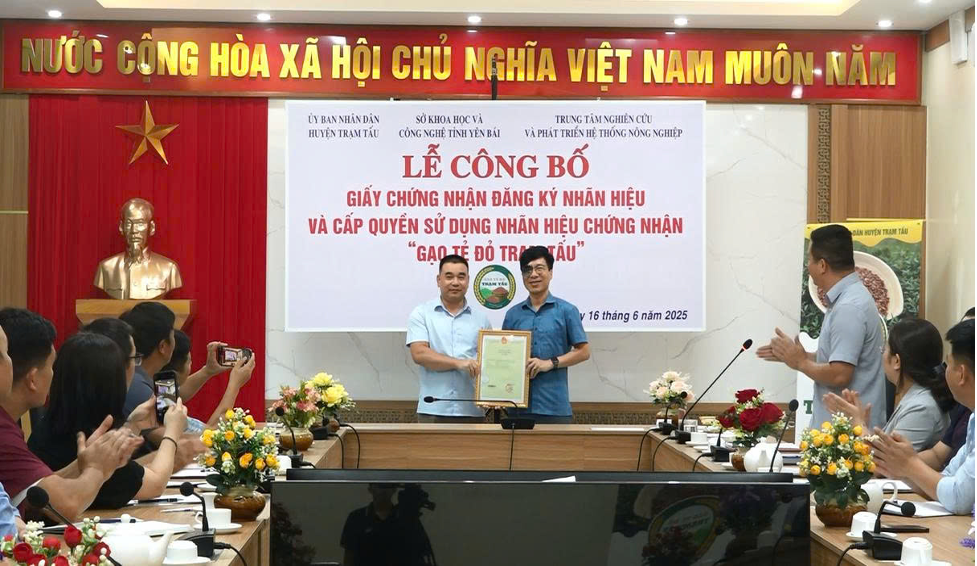 NƯỚC CỘNG HÒA XÃ HỘI CHỦ NGHĨA VIỆT NAM MUÔN NĂM
ỦY BAN NHÂN DÂN
HUYỆN TRẠM TẤU
SỞ KHOA HỌC VÀ
CÔNG NGHỆ TỈNH YÊN BÁI
TRUNG TÂM NGHIÊN CỨU
VÀ PHÁT TRIỂN HỆ THỐNG NÔNG NGHIỆP
LỄ CÔNG BỐ
GIẤY CHỨNG NHẬN ĐĂNG KÝ NHÃN HIỆU
VÀ CẤP QUYỀN SỬ DỤNG NHÃN HIỆU CHỨNG NHẬN
“GẠO TẺ ĐỎ TRẠM TẤU”
TRẠM TẤU
16 tháng 6 năm 2025
DÂN HUYỆN TRẠM TẤU